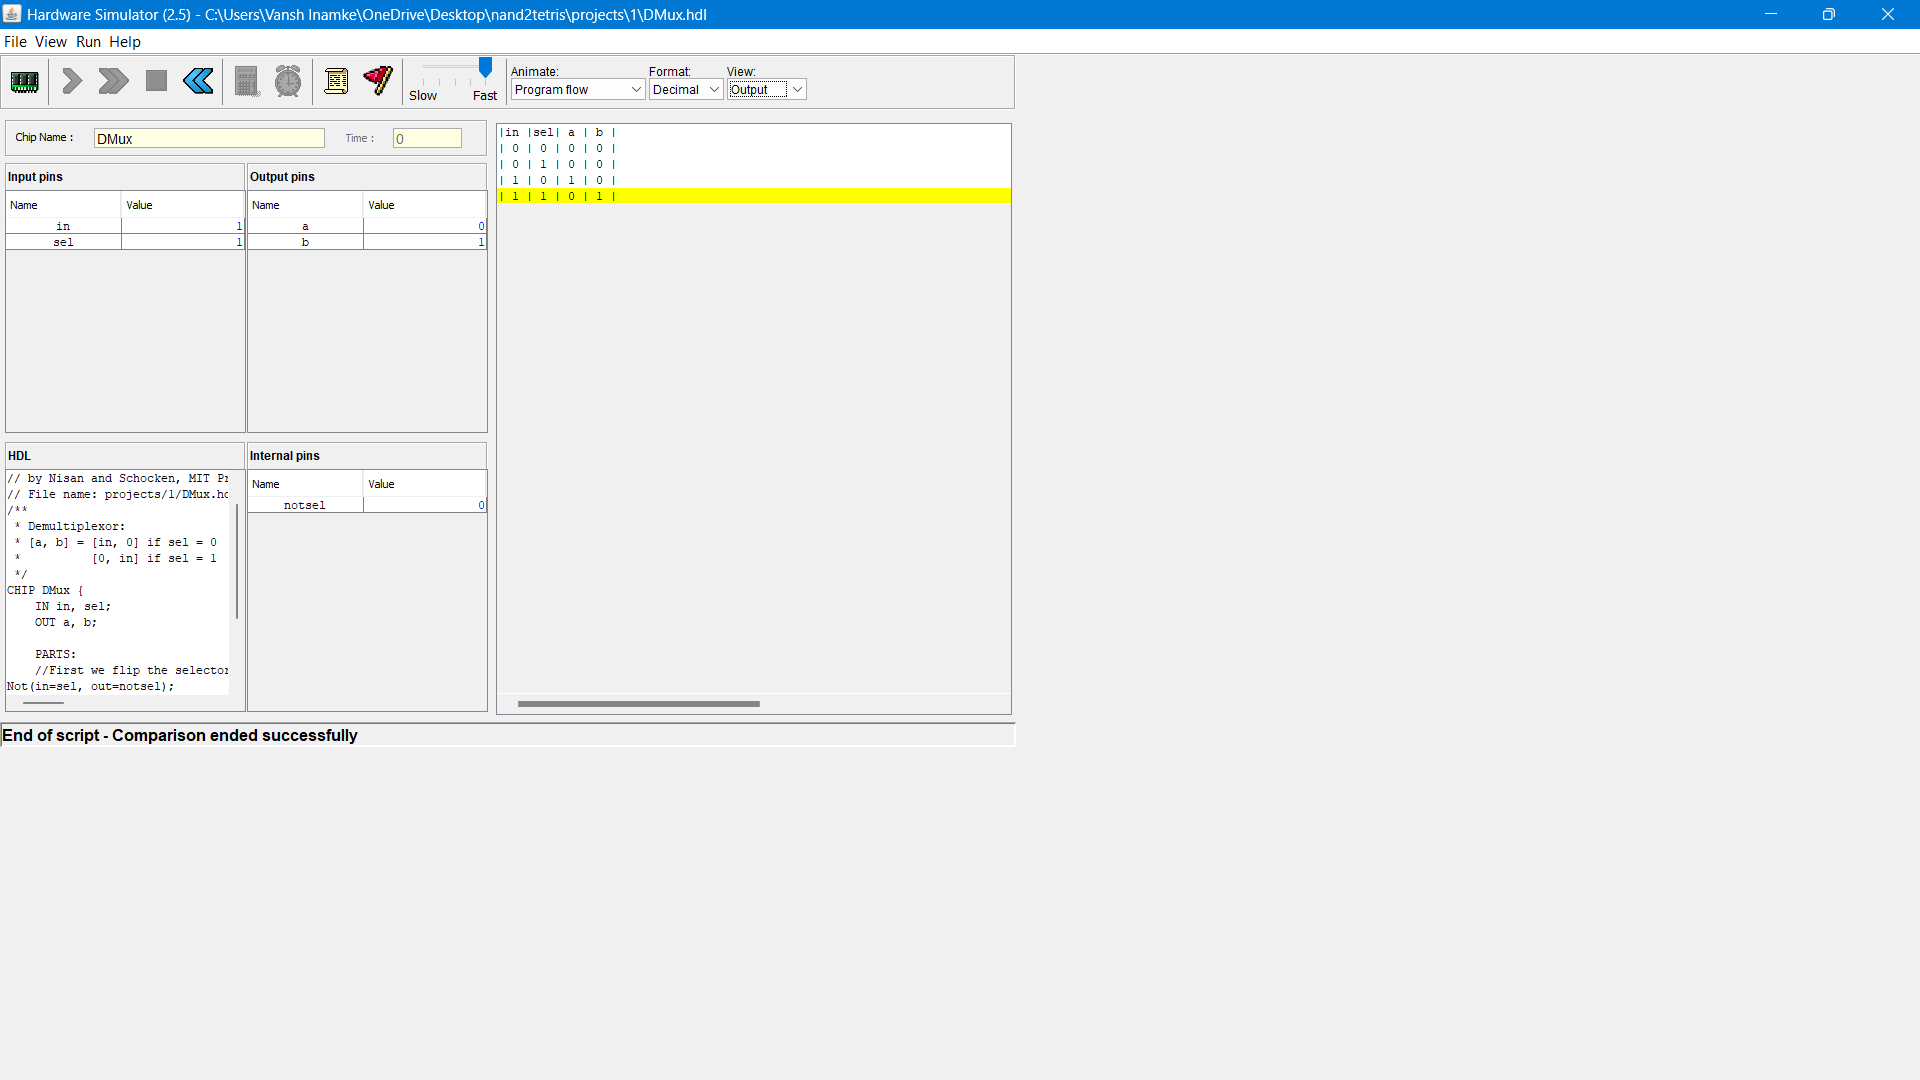 Hardware Simulator (2.5) - C:\Users\Vansh Inamke\OneDrive\Desktop\nand2tetris\projects\1\DMux.hdl
File View Run Help
Slow Fast
Animate: Format: View:
Program flow Decimal Output
Chip Name : DMux Time : 0
Input pins
Name Value
in 1
sel 1
Output pins
Name Value
a 0
b 1
HDL
// by Nisan and Schocken, MIT Pr
// File name: projects/1/DMux.hd
/**
* Demultiplexor:
* [a, b] = [in, 0] if sel = 0
* [0, in] if sel = 1
*/
CHIP DMux {
IN in, sel;
OUT a, b;
PARTS:
//First we flip the selector
Not(in=sel, out=notsel);
Internal pins
Name Value
notsel 0
|in |sel| a | b |
| 0 | 0 | 0 | 0 |
| 0 | 1 | 0 | 0 |
| 1 | 0 | 1 | 0 |
| 1 | 1 | 0 | 1 |
End of script - Comparison ended successfully